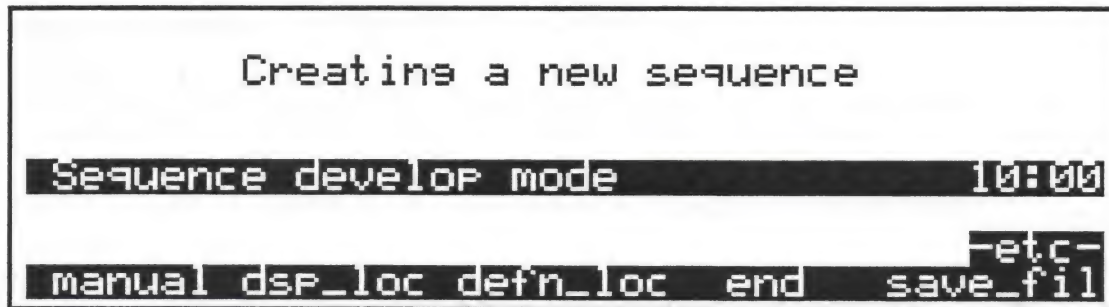 Creating a new sequence
Sequence develop mode 10:00
-etc-
manual dsp_loc defn_loc end save_fil